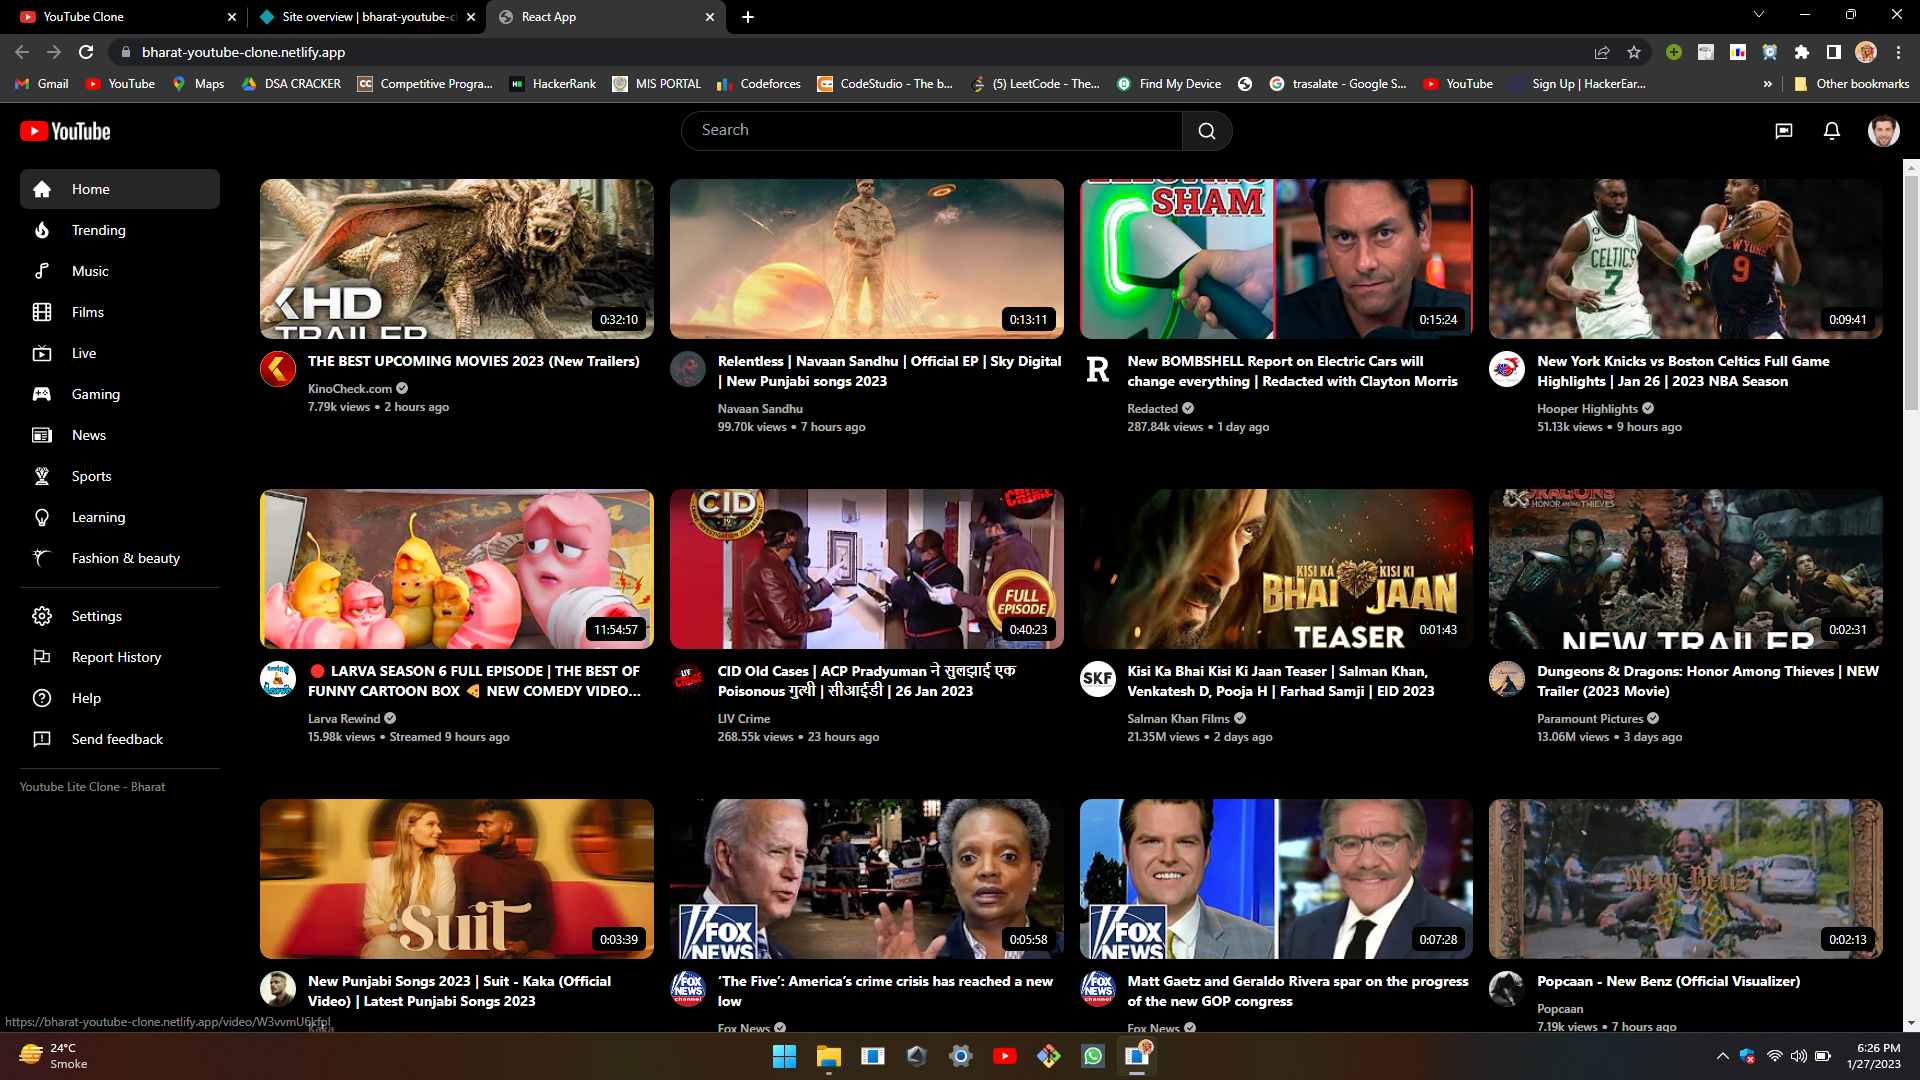 YouTube Clone
Site overview | bharat-youtube-cl
React App
bharat-youtube-clone.netlify.app
Gmail
YouTube
Maps
DSA CRACKER
Competitive Progra...
HackerRank
MIS PORTAL
Codeforces
CodeStudio - The b...
(5) LeetCode - The...
Find My Device
trasalate - Google S...
YouTube
Sign Up | HackerEar...
Other bookmarks
YouTube
Search
Home
Trending
Music
Films
Live
Gaming
News
Sports
Learning
Fashion & beauty
Settings
Report History
Help
Send feedback
Youtube Lite Clone - Bharat
KHD
TRAILER
0:32:10
THE BEST UPCOMING MOVIES 2023 (New Trailers)
KinoCheck.com
7.79k views • 2 hours ago
0:13:11
Relentless | Navaan Sandhu | Official EP | Sky Digital
| New Punjabi songs 2023
Navaan Sandhu
99.70k views • 7 hours ago
ELECTRIC
SHAM
0:15:24
R
New BOMBSHELL Report on Electric Cars will
change everything | Redacted with Clayton Morris
Redacted
287.84k views • 1 day ago
CELTICS
7
NEW YORK
9
0:09:41
New York Knicks vs Boston Celtics Full Game
Highlights | Jan 26 | 2023 NBA Season
Hooper Highlights
51.13k views • 9 hours ago
11:54:57
🔴 LARVA SEASON 6 FULL EPISODE | THE BEST OF
FUNNY CARTOON BOX 🍕 NEW COMEDY VIDEO...
Larva Rewind
15.98k views • Streamed 9 hours ago
CID
CRIME
FULL
EPISODE
0:40:23
LIV
CRIME
CID Old Cases | ACP Pradyuman ने सुलझाई एक
Poisonous गुत्थी | सीआईडी | 26 Jan 2023
LIV Crime
268.55k views • 23 hours ago
KISI KA KISI KI
BHAI JAAN
TEASER
0:01:43
SKF
Kisi Ka Bhai Kisi Ki Jaan Teaser | Salman Khan,
Venkatesh D, Pooja H | Farhad Samji | EID 2023
Salman Khan Films
21.35M views • 2 days ago
DRAGONS
HONOR AMONG THIEVES
NEW TRAILER
0:02:31
Dungeons & Dragons: Honor Among Thieves | NEW
Trailer (2023 Movie)
Paramount Pictures
13.06M views • 3 days ago
Suit
0:03:39
New Punjabi Songs 2023 | Suit - Kaka (Official
Video) | Latest Punjabi Songs 2023
Kaka
FOX
NEWS
0:05:58
FOX
NEWS
channel
‘The Five’: America’s crime crisis has reached a new
low
Fox News
FOX
NEWS
0:07:28
FOX
NEWS
channel
Matt Gaetz and Geraldo Rivera spar on the progress
of the new GOP congress
Fox News
New Benz
0:02:13
Popcaan - New Benz (Official Visualizer)
Popcaan
7.19k views • 7 hours ago
https://bharat-youtube-clone.netlify.app/video/W3vvmU6kfpI
24°C
Smoke
6:26 PM
1/27/2023